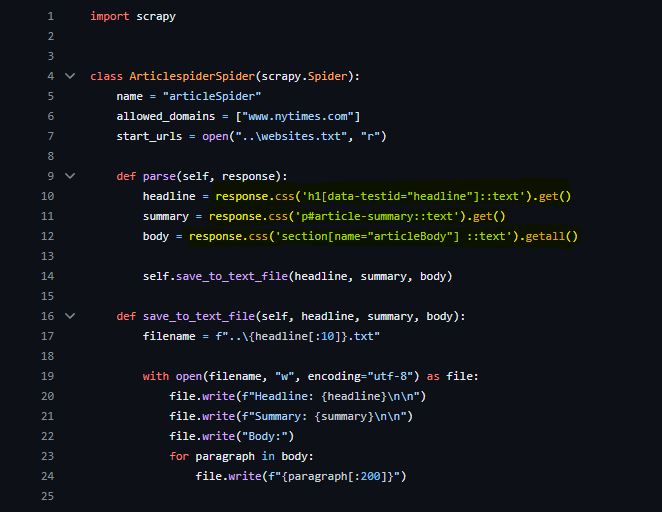 1 import scrapy
2
3
4 class ArticlespiderSpider(scrapy.Spider):
5     name = "articleSpider"
6     allowed_domains = ["www.nytimes.com"]
7     start_urls = open("..\websites.txt", "r")
8
9     def parse(self, response):
10         headline = response.css('h1[data-testid="headline"]::text').get()
11         summary = response.css('p#article-summary::text').get()
12         body = response.css('section[name="articleBody"] ::text').getall()
13
14         self.save_to_text_file(headline, summary, body)
15
16     def save_to_text_file(self, headline, summary, body):
17         filename = f"..\{headline[:10]}.txt"
18
19         with open(filename, "w", encoding="utf-8") as file:
20             file.write(f"Headline: {headline}\n\n")
21             file.write(f"Summary: {summary}\n\n")
22             file.write("Body:")
23             for paragraph in body:
24                 file.write(f"{paragraph[:200]}")
25